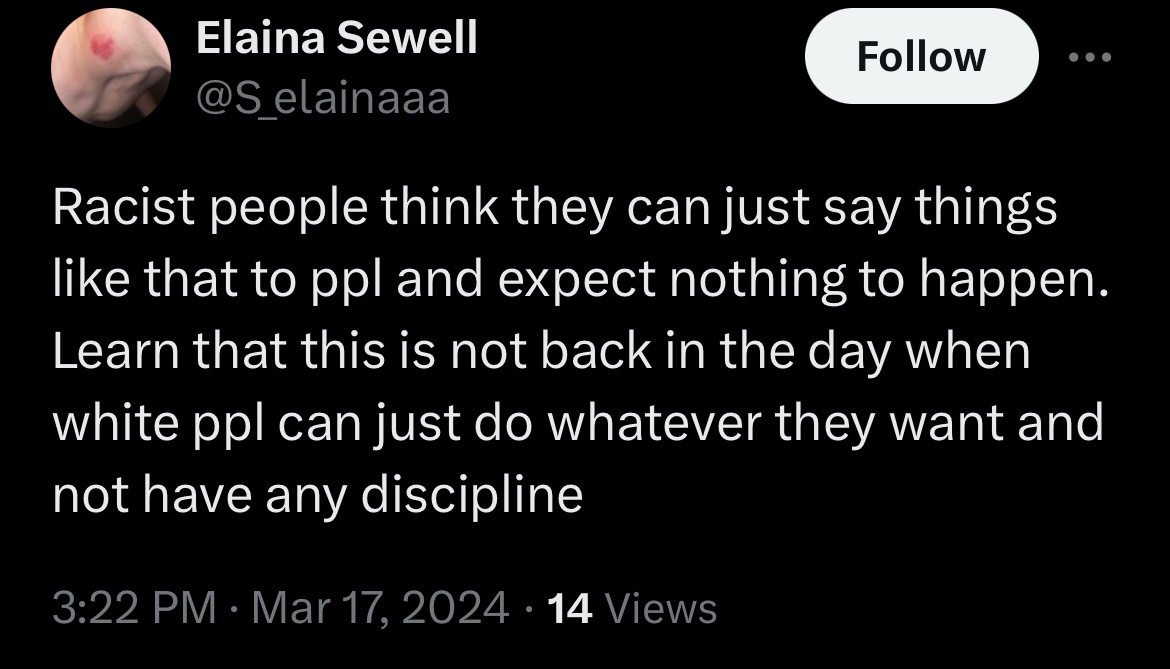 Elaina Sewell
@S_elainaaa
Follow
Racist people think they can just say things
like that to ppl and expect nothing to happen.
Learn that this is not back in the day when
white ppl can just do whatever they want and
not have any discipline
3:22 PM · Mar 17, 2024 · 14 Views